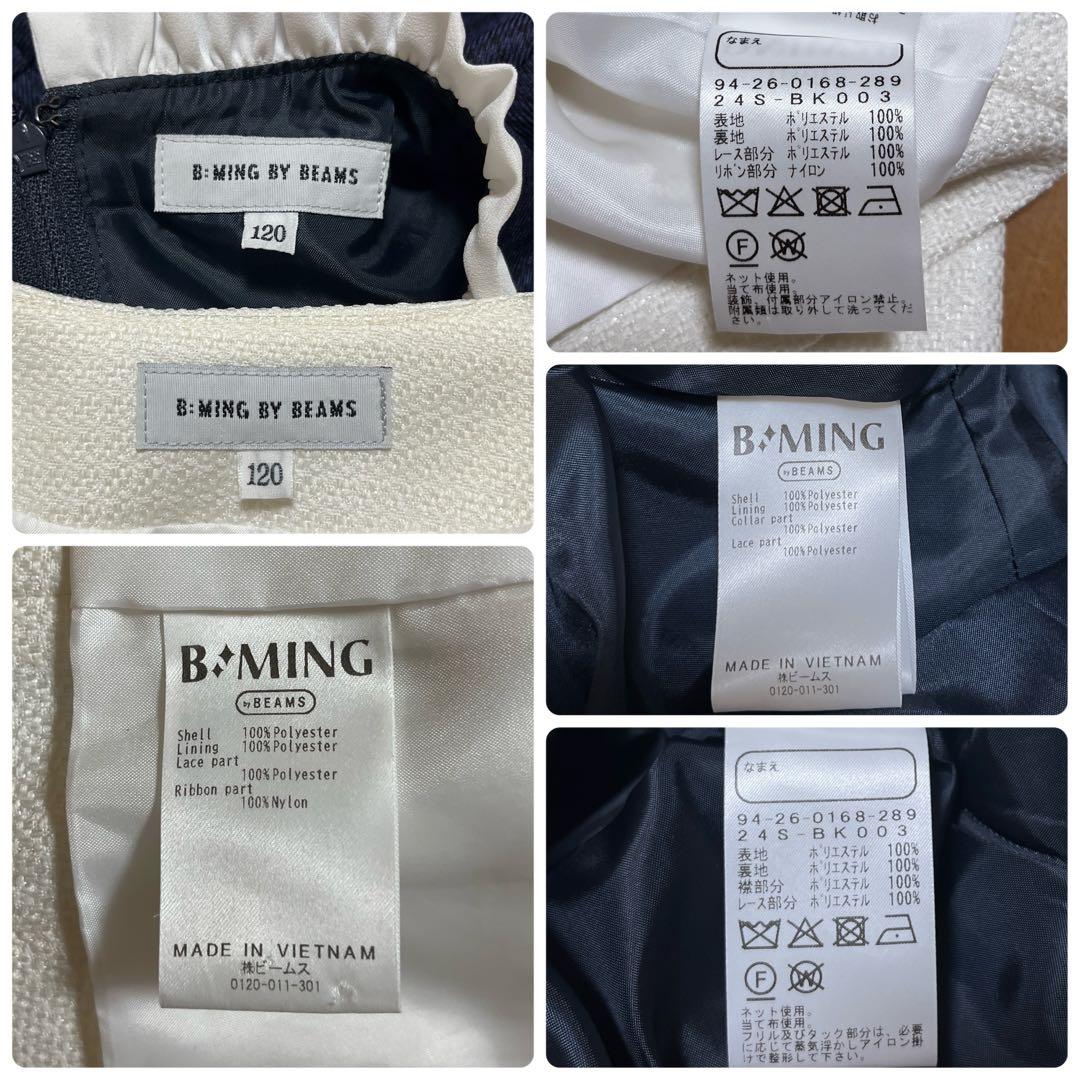 B:MING BY BEAMS
120
B:MING BY BEAMS
120
なまえ
94-26-0168-289
24S-BK003
表地 ポリエステル 100%
裏地 ポリエステル 100%
レース部分 ポリエステル 100%
リボン部分 ナイロン 100%
F W
ネット使用。
当て布使用。
装飾、付属部分アイロン禁止。
附属類は取り外して洗ってくだ
さい。
B:MING
by BEAMS
Shell 100%Polyester
Lining 100%Polyester
Collar part
100%Polyester
Lace part
100%Polyester
MADE IN VIETNAM
株ビームス
0120-011-301
B:MING
by BEAMS
Shell 100%Polyester
Lining 100%Polyester
Lace part
100%Polyester
Ribbon part
100%Nylon
MADE IN VIETNAM
株ビームス
0120-011-301
なまえ
94-26-0168-289
24S-BK003
表地 ポリエステル 100%
裏地 ポリエステル 100%
襟部分 ポリエステル 100%
レース部分 ポリエステル 100%
F W
ネット使用。
当て布使用。
フリル及びタック部分は、必要
に応じて蒸気浮かしアイロン掛
けで整形して下さい。